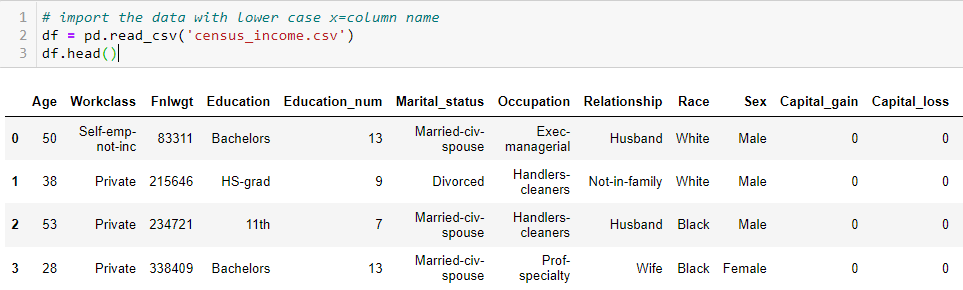 1 # import the data with lower case x=column name
2 df = pd.read_csv('census_income.csv')
3 df.head()
Age Workclass Fnlwgt Education Education_num Marital_status Occupation Relationship Race Sex Capital_gain Capital_loss
0 50 Self-emp-not-inc 83311 Bachelors 13 Married-civ-spouse Exec-managerial Husband White Male 0 0
1 38 Private 215646 HS-grad 9 Divorced Handlers-cleaners Not-in-family White Male 0 0
2 53 Private 234721 11th 7 Married-civ-spouse Handlers-cleaners Husband Black Male 0 0
3 28 Private 338409 Bachelors 13 Married-civ-spouse Prof-specialty Wife Black Female 0 0